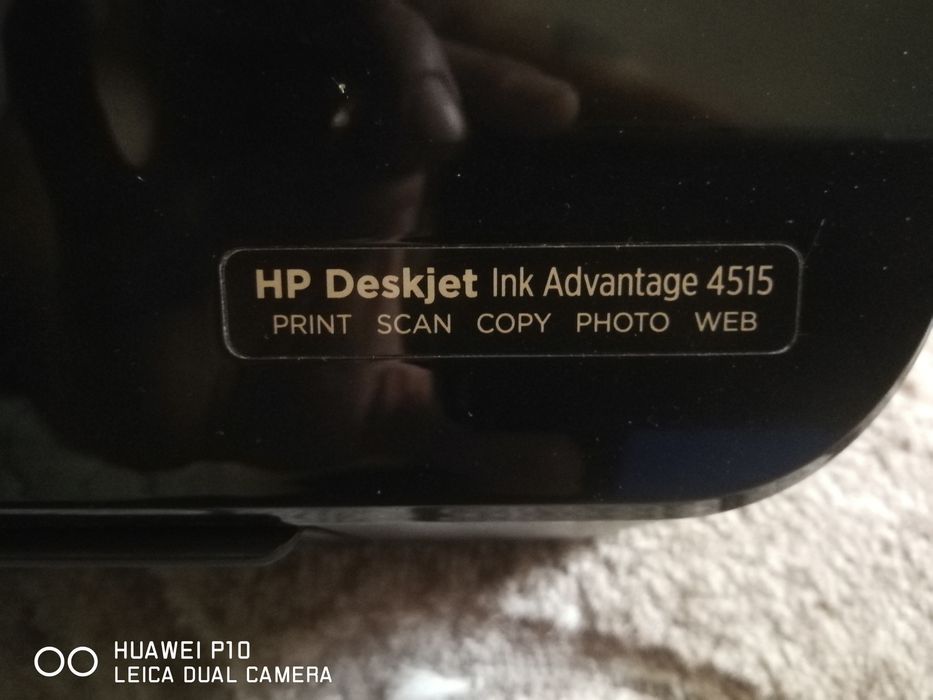 HP Deskjet Ink Advantage 4515
PRINT SCAN COPY PHOTO WEB
HUAWEI P10
LEICA DUAL CAMERA